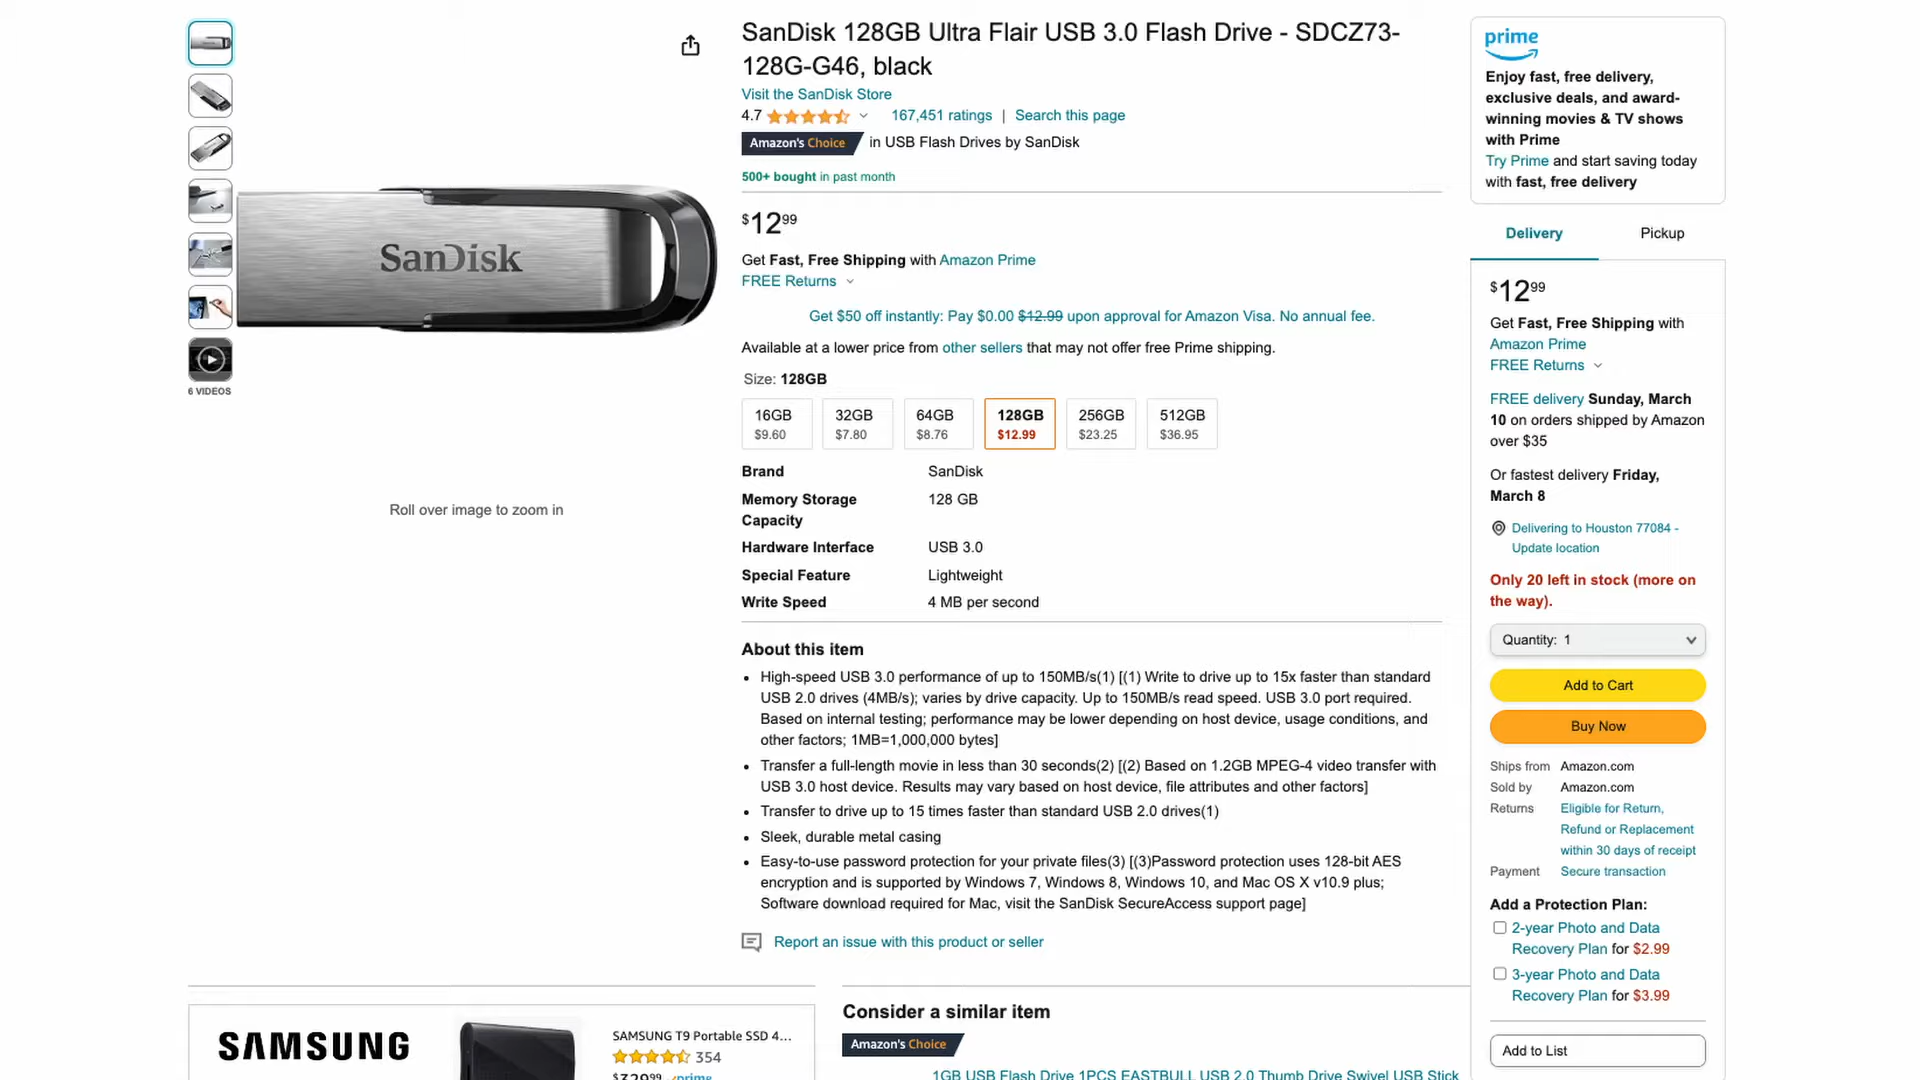 SanDisk 128GB Ultra Flair USB 3.0 Flash Drive - SDCZ73-
128G-G46, black
Visit the SanDisk Store
4.7
167,451 ratings | Search this page
Amazon's Choice in USB Flash Drives by SanDisk
500+ bought in past month
$12 99
Get Fast, Free Shipping with Amazon Prime
FREE Returns
Get $50 off instantly: Pay $0.00 $12.99 upon approval for Amazon Visa. No annual fee.
Available at a lower price from other sellers that may not offer free Prime shipping.
Size: 128GB
16GB
$9.60
32GB
$7.80
64GB
$8.76
128GB
$12.99
256GB
$23.25
512GB
$36.95
Brand SanDisk
Memory Storage
Capacity
128 GB
Hardware Interface USB 3.0
Special Feature Lightweight
Write Speed 4 MB per second
About this item
High-speed USB 3.0 performance of up to 150MB/s(1) [(1) Write to drive up to 15x faster than standard
USB 2.0 drives (4MB/s); varies by drive capacity. Up to 150MB/s read speed. USB 3.0 port required.
Based on internal testing; performance may be lower depending on host device, usage conditions, and
other factors; 1MB=1,000,000 bytes]
Transfer a full-length movie in less than 30 seconds(2) [(2) Based on 1.2GB MPEG-4 video transfer with
USB 3.0 host device. Results may vary based on host device, file attributes and other factors]
Transfer to drive up to 15 times faster than standard USB 2.0 drives(1)
Sleek, durable metal casing
Easy-to-use password protection for your private files(3) [(3)Password protection uses 128-bit AES
encryption and is supported by Windows 7, Windows 8, Windows 10, and Mac OS X v10.9 plus;
Software download required for Mac, visit the SanDisk SecureAccess support page]
Report an issue with this product or seller
SanDisk
6 VIDEOS
Roll over image to zoom in
prime
Enjoy fast, free delivery,
exclusive deals, and award-
winning movies & TV shows
with Prime
Try Prime and start saving today
with fast, free delivery
Delivery
Pickup
$12 99
Get Fast, Free Shipping with
Amazon Prime
FREE Returns
FREE delivery Sunday, March
10 on orders shipped by Amazon
over $35
Or fastest delivery Friday,
March 8
Delivering to Houston 77084 -
Update location
Only 20 left in stock (more on
the way).
Quantity: 1
Add to Cart
Buy Now
Ships from Amazon.com
Sold by Amazon.com
Returns Eligible for Return,
Refund or Replacement
within 30 days of receipt
Payment Secure transaction
Add a Protection Plan:
2-year Photo and Data
Recovery Plan for $2.99
3-year Photo and Data
Recovery Plan for $3.99
Add to List
SAMSUNG
SAMSUNG T9 Portable SSD 4...
354
$329 99 prime
Consider a similar item
Amazon's Choice
1GB USB Flash Drive 1PCS EASTBULL USB 2.0 Thumb Drive Swivel USB Stick